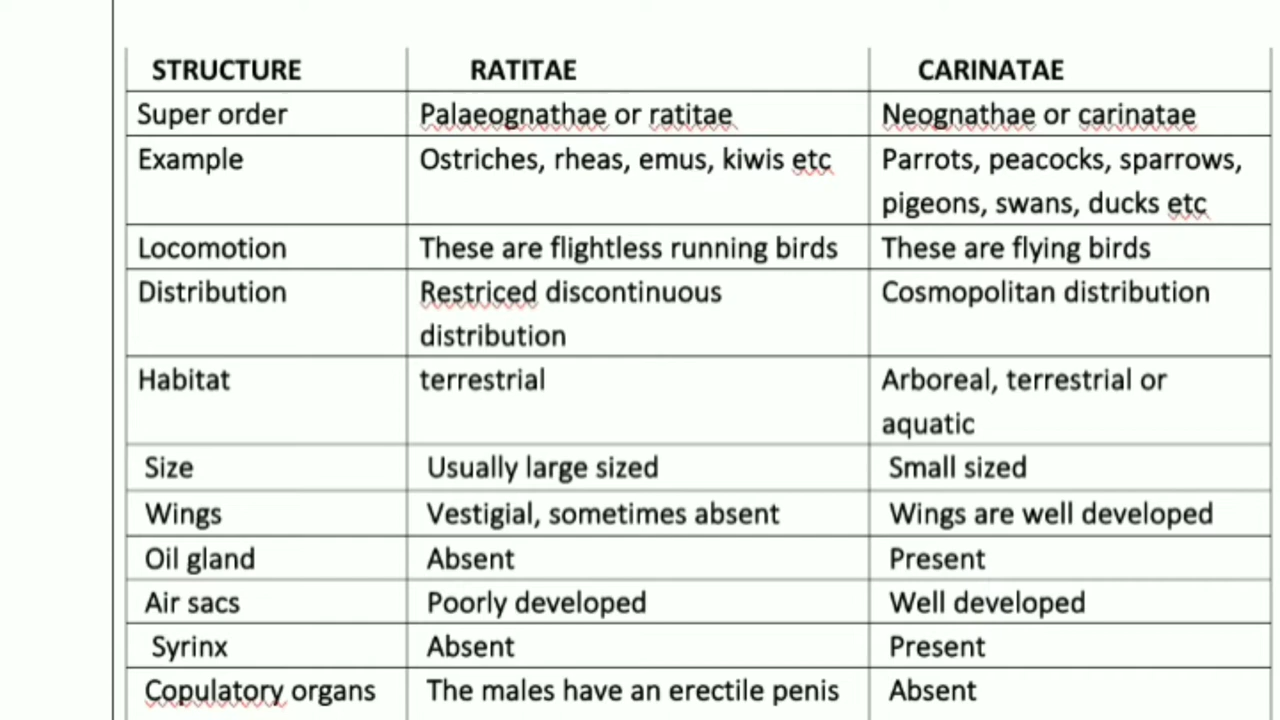 STRUCTURE RATITAE CARINATAE
Super order Palaeognathae or ratitae Neognathae or carinatae
Example Ostriches, rheas, emus, kiwis etc Parrots, peacocks, sparrows,
pigeons, swans, ducks etc
Locomotion These are flightless running birds These are flying birds
Distribution Restriced discontinuous Cosmopolitan distribution
distribution
Habitat terrestrial Arboreal, terrestrial or
aquatic
Size Usually large sized Small sized
Wings Vestigial, sometimes absent Wings are well developed
Oil gland Absent Present
Air sacs Poorly developed Well developed
Syrinx Absent Present
Copulatory organs The males have an erectile penis Absent